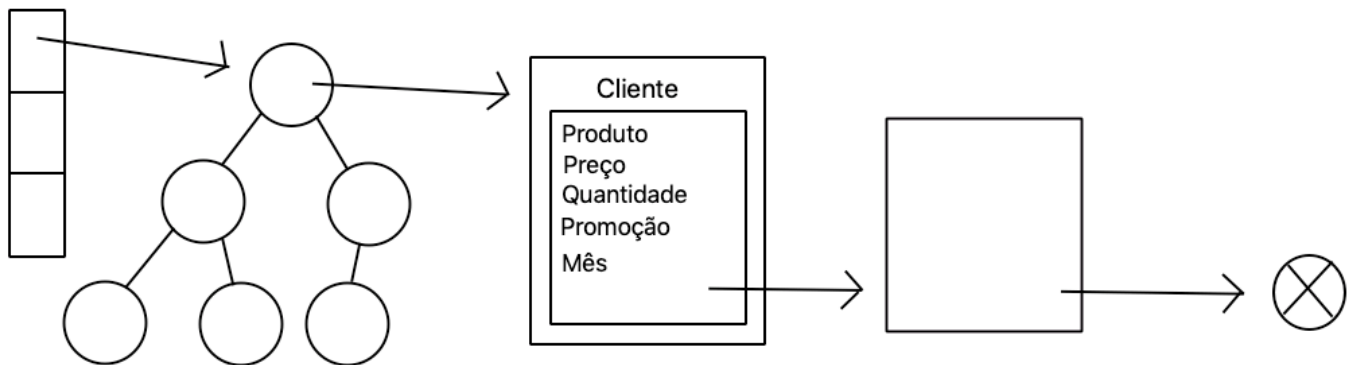 Cliente
Produto
Preço
Quantidade
Promoção
Mês